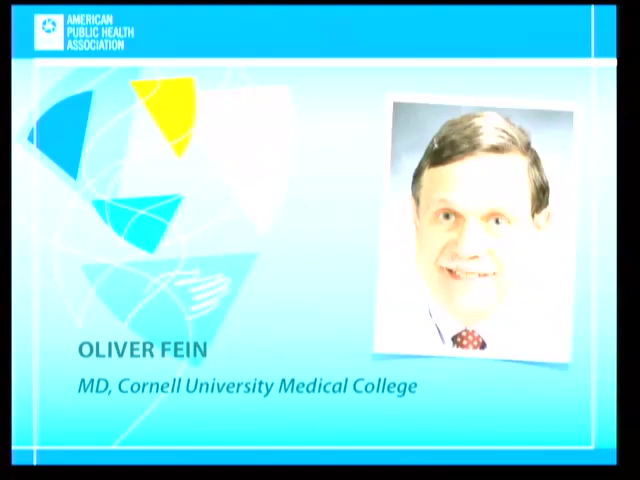 AMERICAN
PUBLIC HEALTH
ASSOCIATION
OLIVER FEIN
MD, Cornell University Medical College